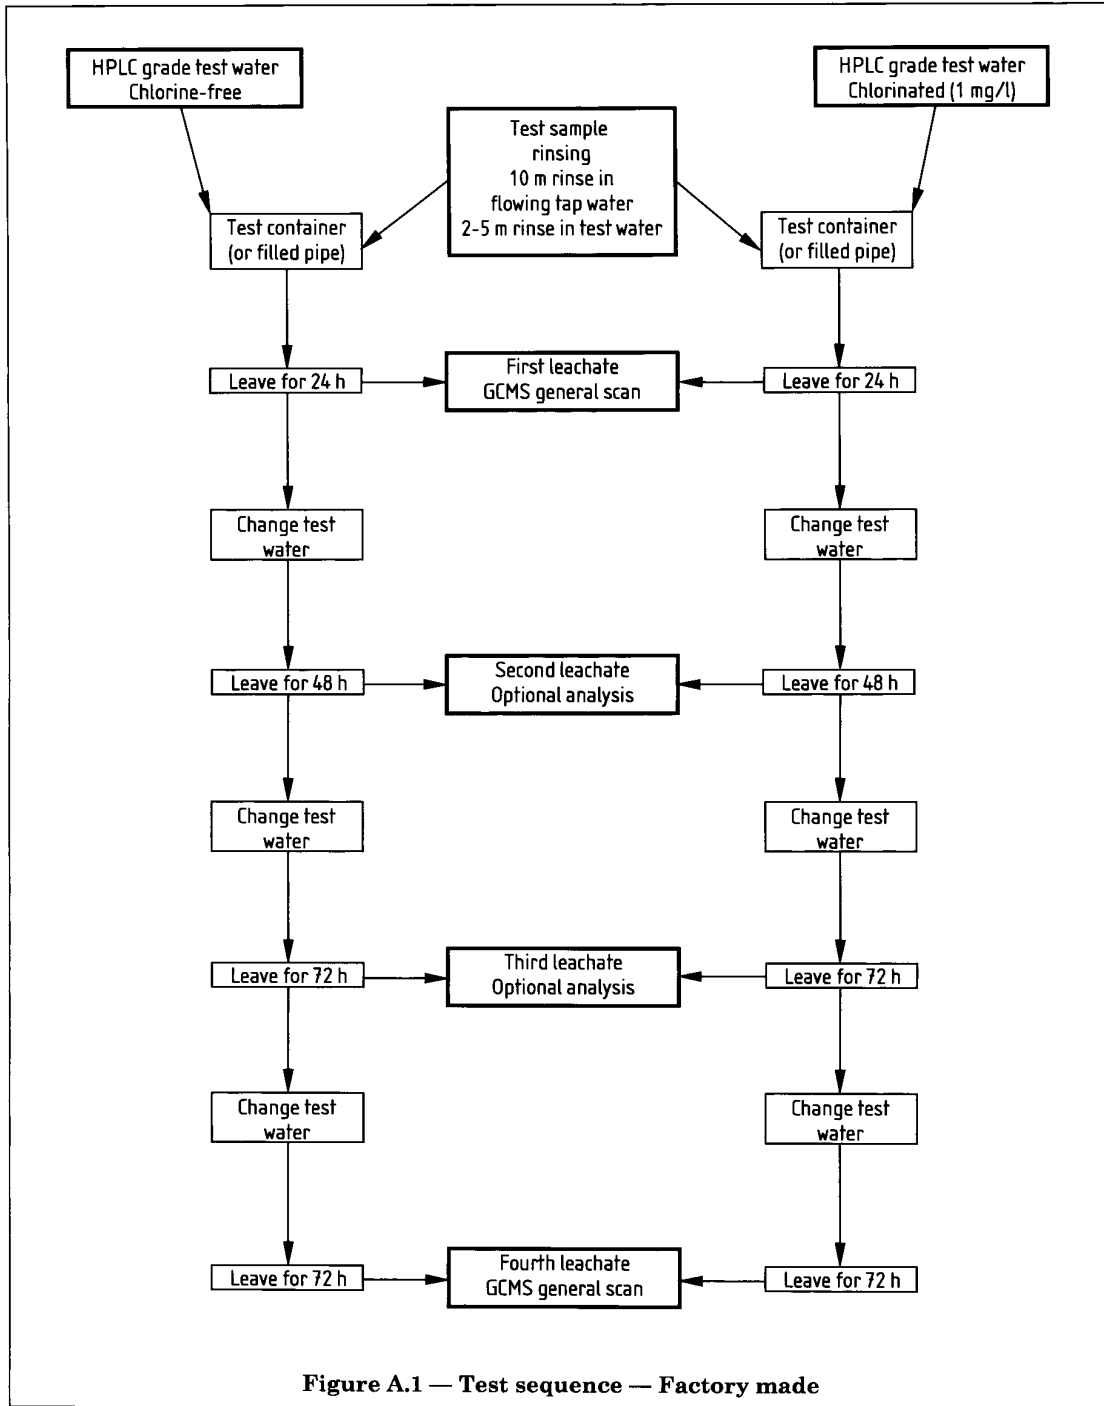 HPLC grade test water
Chlorine-free
HPLC grade test water
Chlorinated (1 mg/l)
Test sample
rinsing
10 m rinse in
flowing tap water
2-5 m rinse in test water
Test container
(or filled pipe)
Test container
(or filled pipe)
Leave for 24 h
First leachate
GCMS general scan
Leave for 24 h
Change test
water
Change test
water
Leave for 48 h
Second leachate
Optional analysis
Leave for 48 h
Change test
water
Change test
water
Leave for 72 h
Third leachate
Optional analysis
Leave for 72 h
Change test
water
Change test
water
Leave for 72 h
Fourth leachate
GCMS general scan
Leave for 72 h
Figure A.1 — Test sequence — Factory made